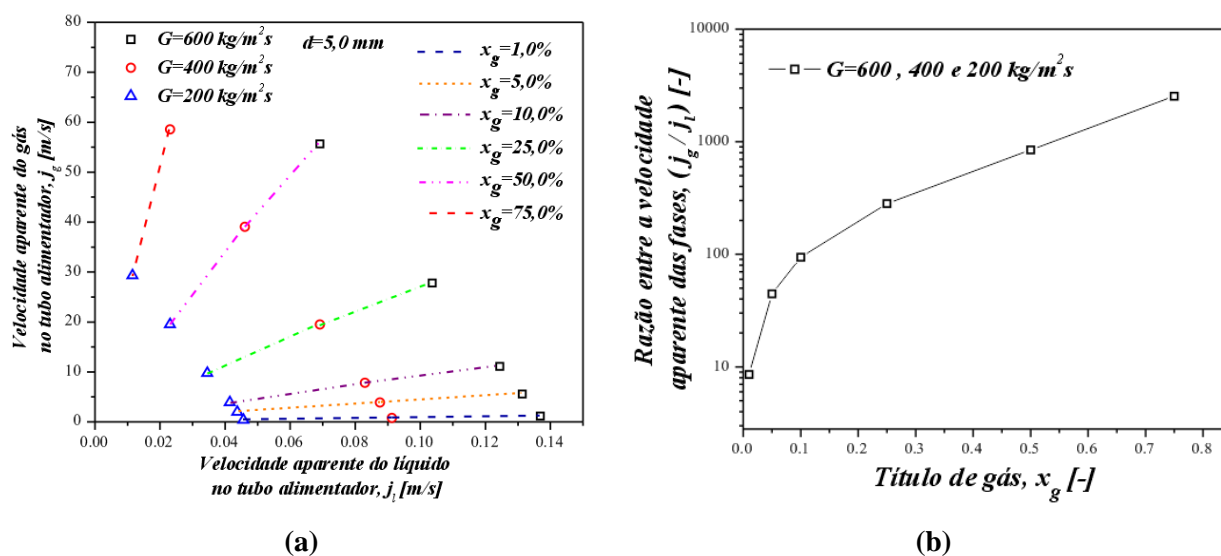 80
70
60
50
40
30
20
10
0
0.00
0.02
0.04
0.06
0.08
0.10
0.12
0.14
Velocidade aparente do gás
no tubo alimentador, j_g [m/s]
G=600 kg/m²s
G=400 kg/m²s
G=200 kg/m²s
d=5,0 mm
x_g=1,0%
x_g=5,0%
x_g=10,0%
x_g=25,0%
x_g=50,0%
x_g=75,0%
Velocidade aparente do líquido
no tubo alimentador, j_l [m/s]
(a)
10000
1000
100
10
0.0
0.1
0.2
0.3
0.4
0.5
0.6
0.7
0.8
Razão entre a velocidade
aparente das fases, (j_g / j_l) [-]
G=600 , 400 e 200 kg/m²s
Título de gás, x_g [-]
(b)